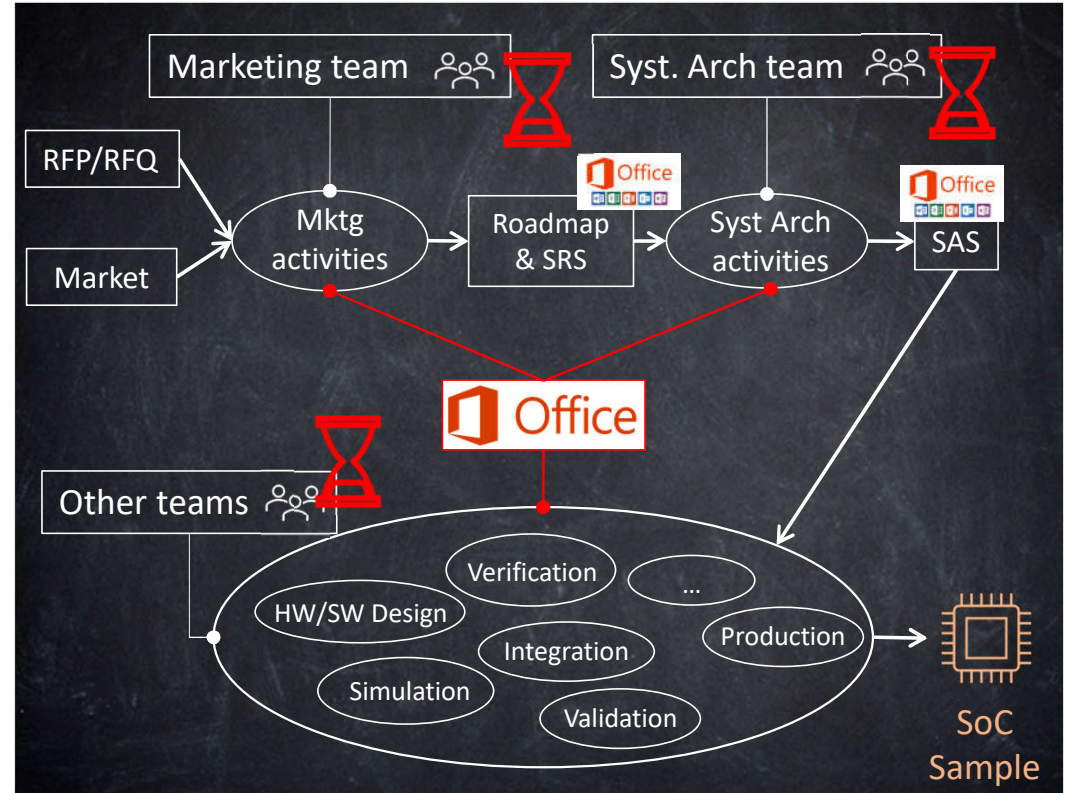 Marketing team
Syst. Arch team
RFP/RFQ
Office
Office
Mktg
activities
Roadmap
& SRS
Syst Arch
activities
SAS
Market
Office
Other teams
Verification
...
HW/SW Design
Production
Integration
Simulation
Validation
SoC
Sample